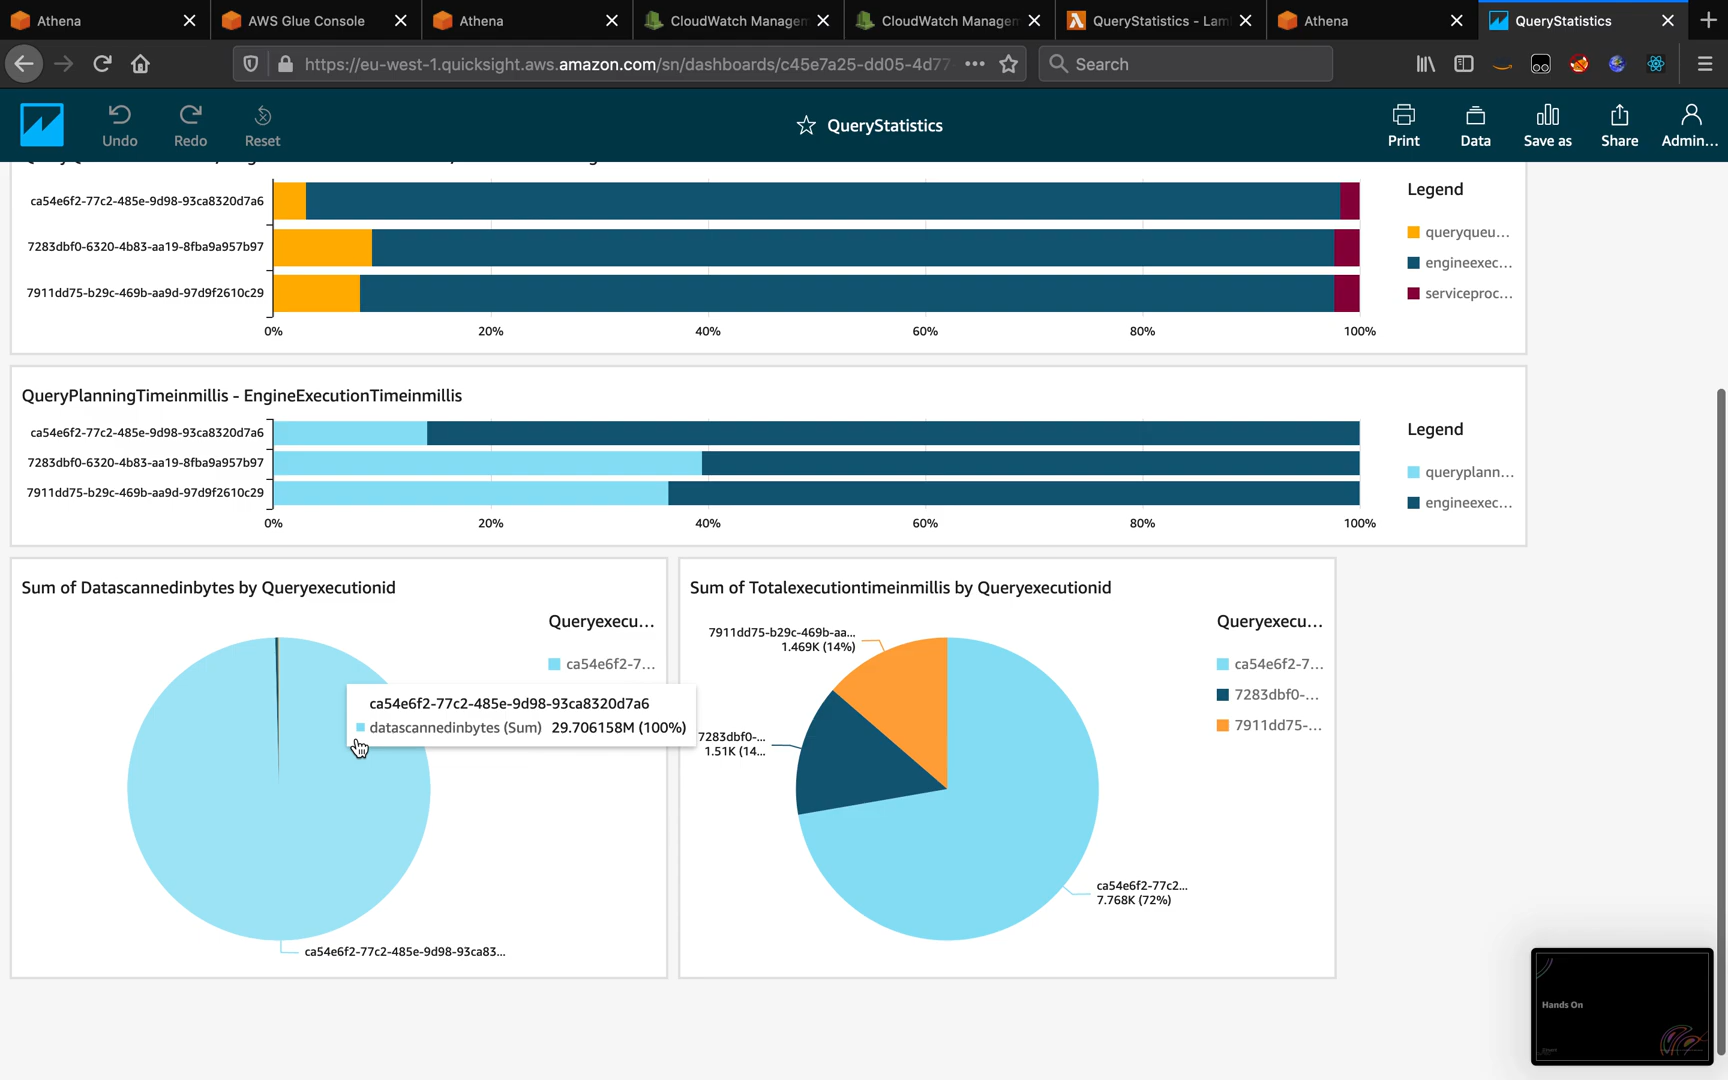 Athena
AWS Glue Console
Athena
CloudWatch Managem
CloudWatch Managem
QueryStatistics - Lam
Athena
QueryStatistics
https://eu-west-1.quicksight.aws.amazon.com/sn/dashboards/c45e7a25-dd05-4d77
Search
Undo
Redo
Reset
QueryStatistics
Print
Data
Save as
Share
Admin...
ca54e6f2-77c2-485e-9d98-93ca8320d7a6
7283dbf0-6320-4b83-aa19-8fba9a957b97
7911dd75-b29c-469b-aa9d-97d9f2610c29
0%
20%
40%
60%
80%
100%
Legend
queryqueu...
engineexec...
serviceproc...
QueryPlanningTimeinmillis - EngineExecutionTimeinmillis
ca54e6f2-77c2-485e-9d98-93ca8320d7a6
7283dbf0-6320-4b83-aa19-8fba9a957b97
7911dd75-b29c-469b-aa9d-97d9f2610c29
0%
20%
40%
60%
80%
100%
Legend
queryplann...
engineexec...
Sum of Datascannedinbytes by Queryexecutionid
Queryexecu...
ca54e6f2-7...
ca54e6f2-77c2-485e-9d98-93ca8320d7a6
datascannedinbytes (Sum) 29.706158M (100%)
ca54e6f2-77c2-485e-9d98-93ca83...
Sum of Totalexecutiontimeinmillis by Queryexecutionid
7911dd75-b29c-469b-aa...
1.469K (14%)
7283dbf0-...
1.51K (14...
ca54e6f2-77c2...
7.768K (72%)
Queryexecu...
ca54e6f2-7...
7283dbf0-...
7911dd75-...
Hands On